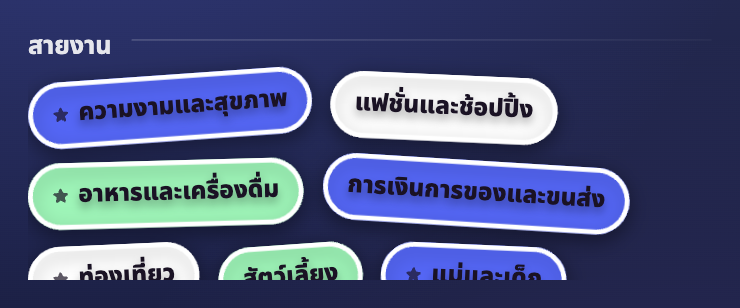 สายงาน
ความงามและสุขภาพ
แฟชั่นและช้อปปิ้ง
อาหารและเครื่องดื่ม
การเงินการของและขนส่ง
ท่องเที่ยว
สัตว์เลี้ยง
แม่และเด็ก